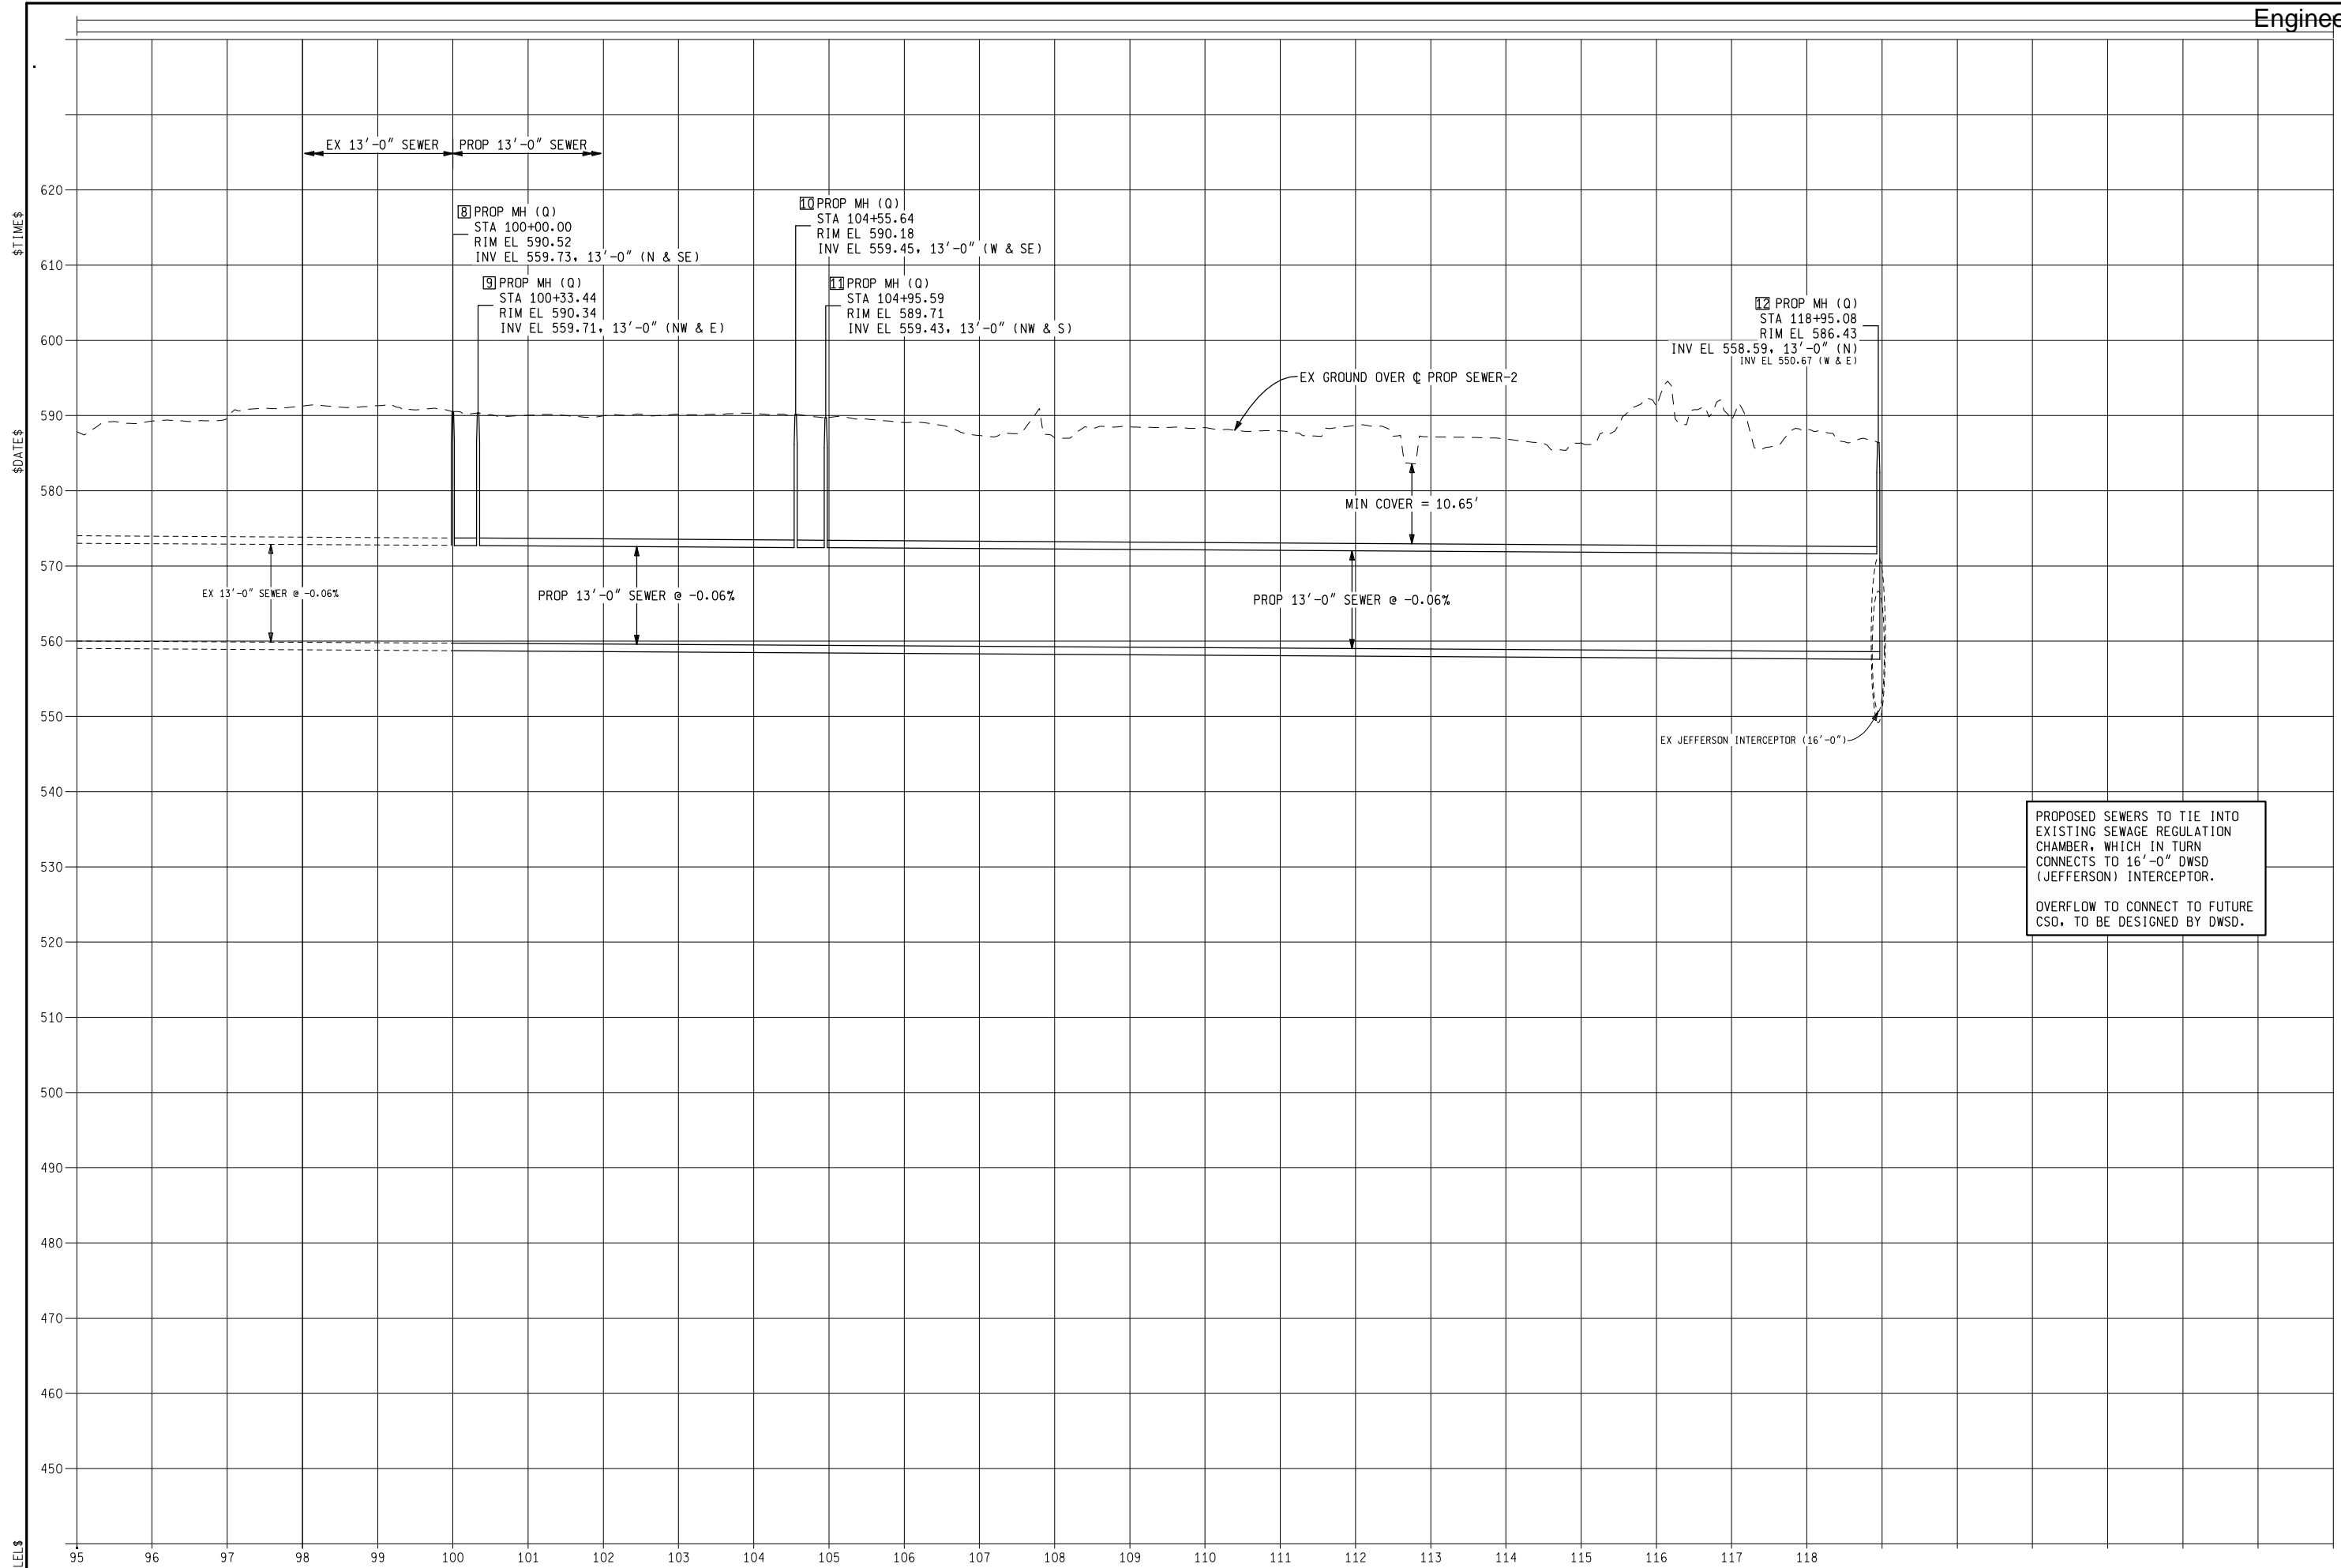 Enginee
$TIME$
$DATE$
LEL$
EX 13'-0" SEWER
PROP 13'-0" SEWER
8 PROP MH (Q)
STA 100+00.00
RIM EL 590.52
INV EL 559.73, 13'-0" (N & SE)
9 PROP MH (Q)
STA 100+33.44
RIM EL 590.34
INV EL 559.71, 13'-0" (NW & E)
10 PROP MH (Q)
STA 104+55.64
RIM EL 590.18
INV EL 559.45, 13'-0" (W & SE)
11 PROP MH (Q)
STA 104+95.59
RIM EL 589.71
INV EL 559.43, 13'-0" (NW & S)
12 PROP MH (Q)
STA 118+95.08
RIM EL 586.43
INV EL 558.59, 13'-0" (N)
INV EL 550.67 (W & E)
EX GROUND OVER ℄ PROP SEWER-2
MIN COVER = 10.65'
EX 13'-0" SEWER @ -0.06%
PROP 13'-0" SEWER @ -0.06%
PROP 13'-0" SEWER @ -0.06%
EX JEFFERSON INTERCEPTOR (16'-0")
PROPOSED SEWERS TO TIE INTO
EXISTING SEWAGE REGULATION
CHAMBER, WHICH IN TURN
CONNECTS TO 16'-0" DWSD
(JEFFERSON) INTERCEPTOR.
OVERFLOW TO CONNECT TO FUTURE
CSO, TO BE DESIGNED BY DWSD.
620
610
600
590
580
570
560
550
540
530
520
510
500
490
480
470
460
450
95 96 97 98 99 100 101 102 103 104 105 106 107 108 109 110 111 112 113 114 115 116 117 118